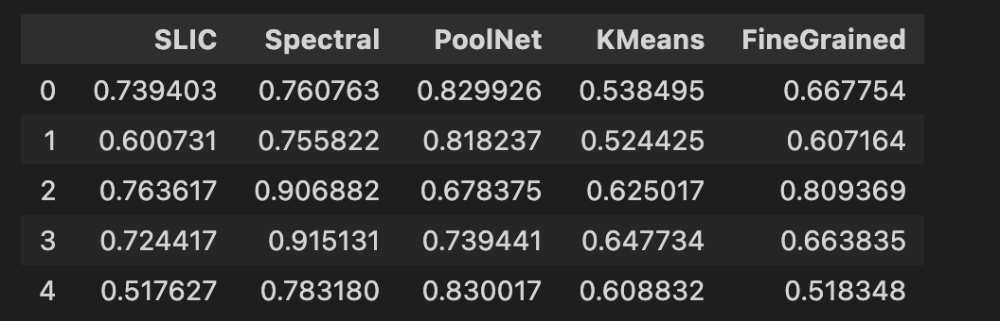 SLIC Spectral PoolNet KMeans FineGrained
0 0.739403 0.760763 0.829926 0.538495 0.667754
1 0.600731 0.755822 0.818237 0.524425 0.607164
2 0.763617 0.906882 0.678375 0.625017 0.809369
3 0.724417 0.915131 0.739441 0.647734 0.663835
4 0.517627 0.783180 0.830017 0.608832 0.518348